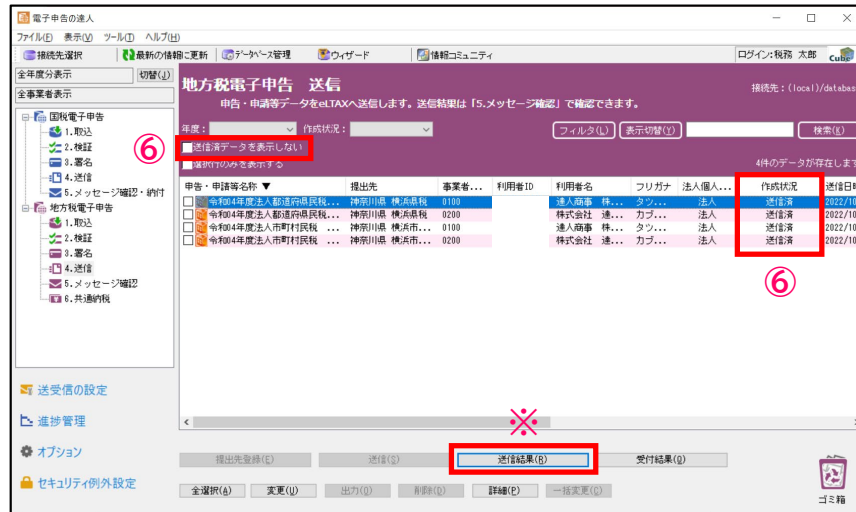 電子申告の達人
ファイル(F) 表示(V) ツール(T) ヘルプ(H)
接続先選択 最新の情報に更新 データベース管理 ウィザード 情報コミュニティ ログイン:税務 太郎 Cube
全年度分表示 切替(J)
全事業者表示
国税電子申告
1.取込
2.検証
3.署名
4.送信
5.メッセージ確認・納付
地方税電子申告
1.取込
2.検証
3.署名
4.送信
5.メッセージ確認
6.共通納税
送受信の設定
進捗管理
オプション
セキュリティ例外設定
地方税電子申告 送信
接続先：(local)/databas
申告・申請等データをeLTAXへ送信します。送信結果は「5.メッセージ確認」で確認できます。
年度： 作成状況： フィルタ(L) 表示切替(Y) 検索(K)
⑥
送信済データを表示しない
選択行のみを表示する
4件のデータが存在します
申告・申請等名称 ▼ 提出先 事業者... 利用者ID 利用者名 フリガナ 法人個人... 作成状況 送信日時
令和04年度法人都道府県民税... 神奈川県 横浜県税 0100 達人商事 株... タツ... 法人 送信済 2022/10
令和04年度法人都道府県民税... 神奈川県 横浜県税 0200 株式会社 達... カブ... 法人 送信済 2022/10
令和04年度法人市町村民税 ... 神奈川県 横浜市... 0100 達人商事 株... タツ... 法人 送信済 2022/10
令和04年度法人市町村民税 ... 神奈川県 横浜市... 0200 株式会社 達... カブ... 法人 送信済 2022/10
⑥
※
提出先登録(E) 送信(S) 送信結果(R) 受付結果(Q)
全選択(A) 変更(U) 出力(O) 削除(D) 詳細(P) 一括変更(C)
ゴミ箱